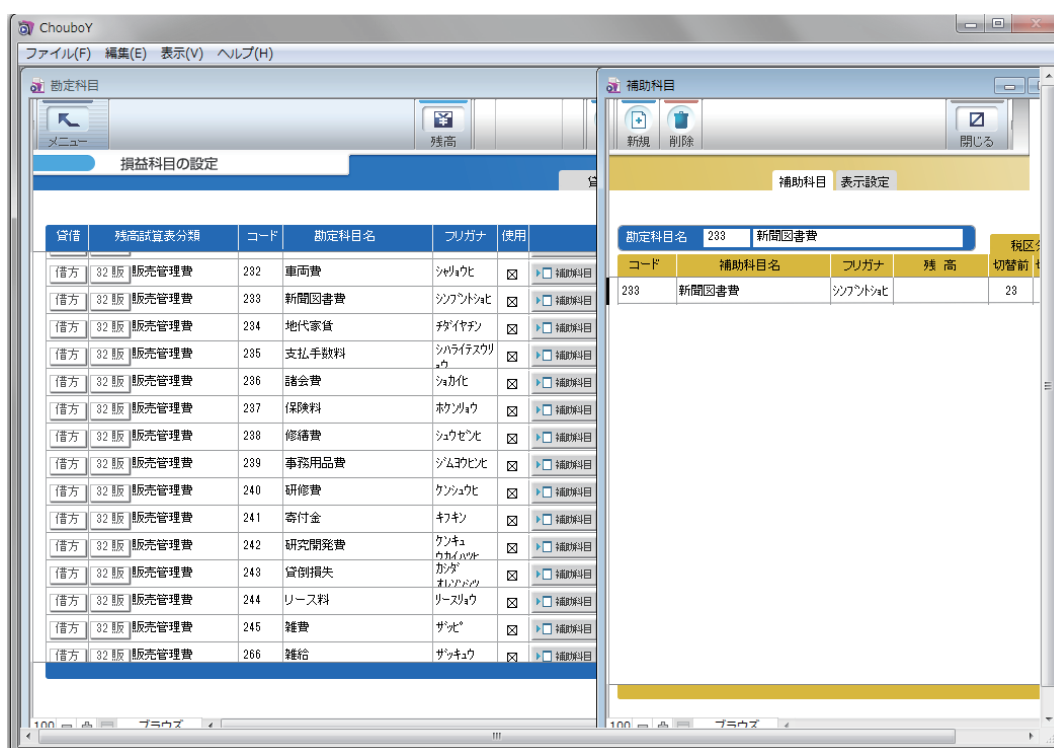 ChouboY
ファイル(F) 編集(E) 表示(V) ヘルプ(H)
勘定科目
メニュー 残高
損益科目の設定
貸借 残高試算表分類 コード 勘定科目名 フリガナ 使用
借方 32 販 販売管理費 232 車両費 シャリョウヒ 補助科目
借方 32 販 販売管理費 233 新聞図書費 シンブントショヒ 補助科目
借方 32 販 販売管理費 234 地代家賃 チダイヤチン 補助科目
借方 32 販 販売管理費 235 支払手数料 シハライテスウリョウ 補助科目
借方 32 販 販売管理費 236 諸会費 ショカイヒ 補助科目
借方 32 販 販売管理費 237 保険料 ホケンリョウ 補助科目
借方 32 販 販売管理費 238 修繕費 シュウゼンヒ 補助科目
借方 32 販 販売管理費 239 事務用品費 ジムヨウヒンヒ 補助科目
借方 32 販 販売管理費 240 研修費 ケンシュウヒ 補助科目
借方 32 販 販売管理費 241 寄付金 キフキン 補助科目
借方 32 販 販売管理費 242 研究開発費 ケンキュウカイハツヒ 補助科目
借方 32 販 販売管理費 243 貸倒損失 カシダオレソンシツ 補助科目
借方 32 販 販売管理費 244 リース料 リースリョウ 補助科目
借方 32 販 販売管理費 245 雑費 ザッピ 補助科目
借方 32 販 販売管理費 266 雑給 ザッキュウ 補助科目
100 ブラウズ
補助科目
新規 削除 閉じる
補助科目 表示設定
勘定科目名 233 新聞図書費
税区
コード 補助科目名 フリガナ 残 高 切替前
233 新聞図書費 シンブントショヒ 23
100 ブラウズ